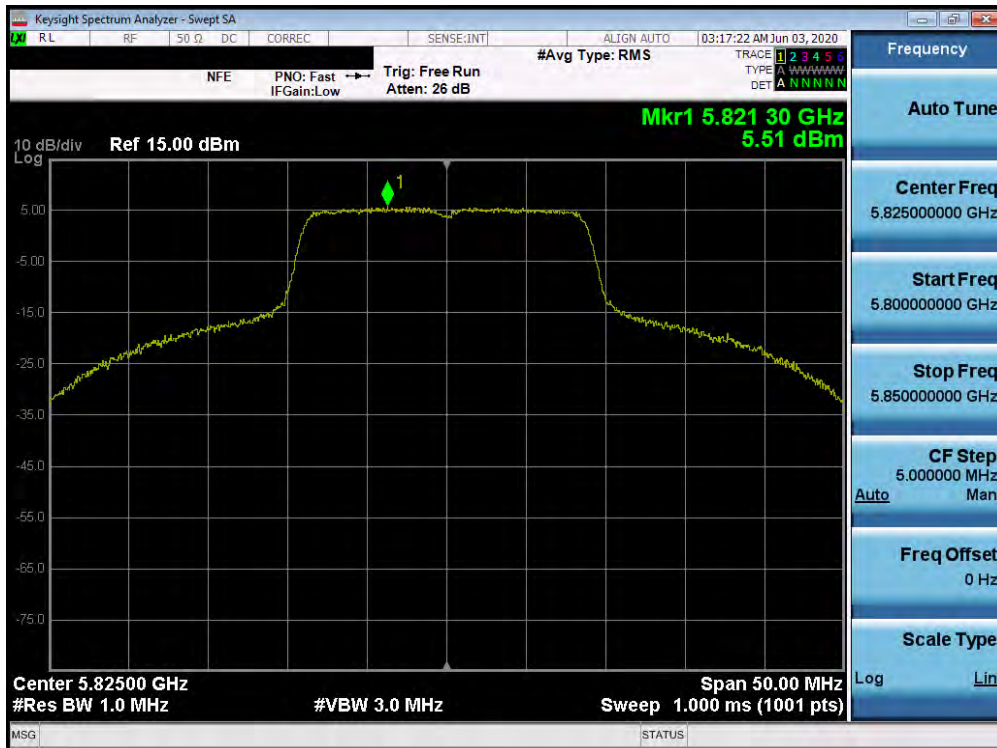 Keysight Spectrum Analyzer - Swept SA
LXI RL RF 50 Ω DC CORREC SENSE:INT ALIGN AUTO 03:17:22 AM Jun 03, 2020
#Avg Type: RMS TRACE 1 2 3 4 5 6
NFE PNO: Fast Trig: Free Run TYPE A WWWWW
IFGain:Low Atten: 26 dB DET A N N N N N
Mkr1 5.821 30 GHz
5.51 dBm
10 dB/div Ref 15.00 dBm
Log
1
5.00
-5.00
-15.0
-25.0
-35.0
-45.0
-55.0
-65.0
-75.0
Center 5.82500 GHz Span 50.00 MHz
#Res BW 1.0 MHz #VBW 3.0 MHz Sweep 1.000 ms (1001 pts)
MSG STATUS
Frequency
Auto Tune
Center Freq
5.825000000 GHz
Start Freq
5.800000000 GHz
Stop Freq
5.850000000 GHz
CF Step
5.000000 MHz
Auto Man
Freq Offset
0 Hz
Scale Type
Log Lin